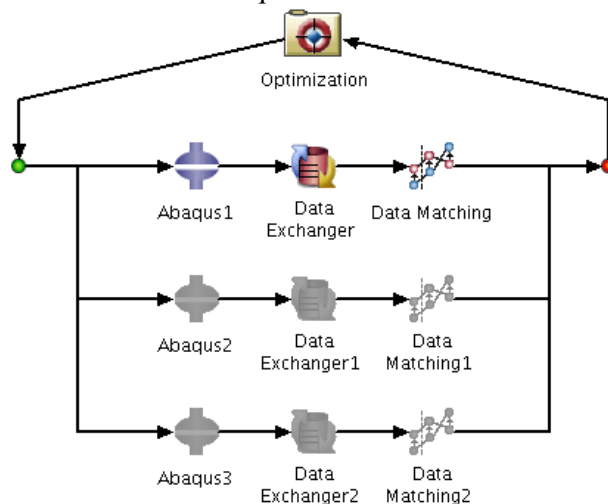 Optimization
Abaqus1
Data
Exchanger
Data Matching
Abaqus2
Data
Exchanger1
Data
Matching1
Abaqus3
Data
Exchanger2
Data
Matching2